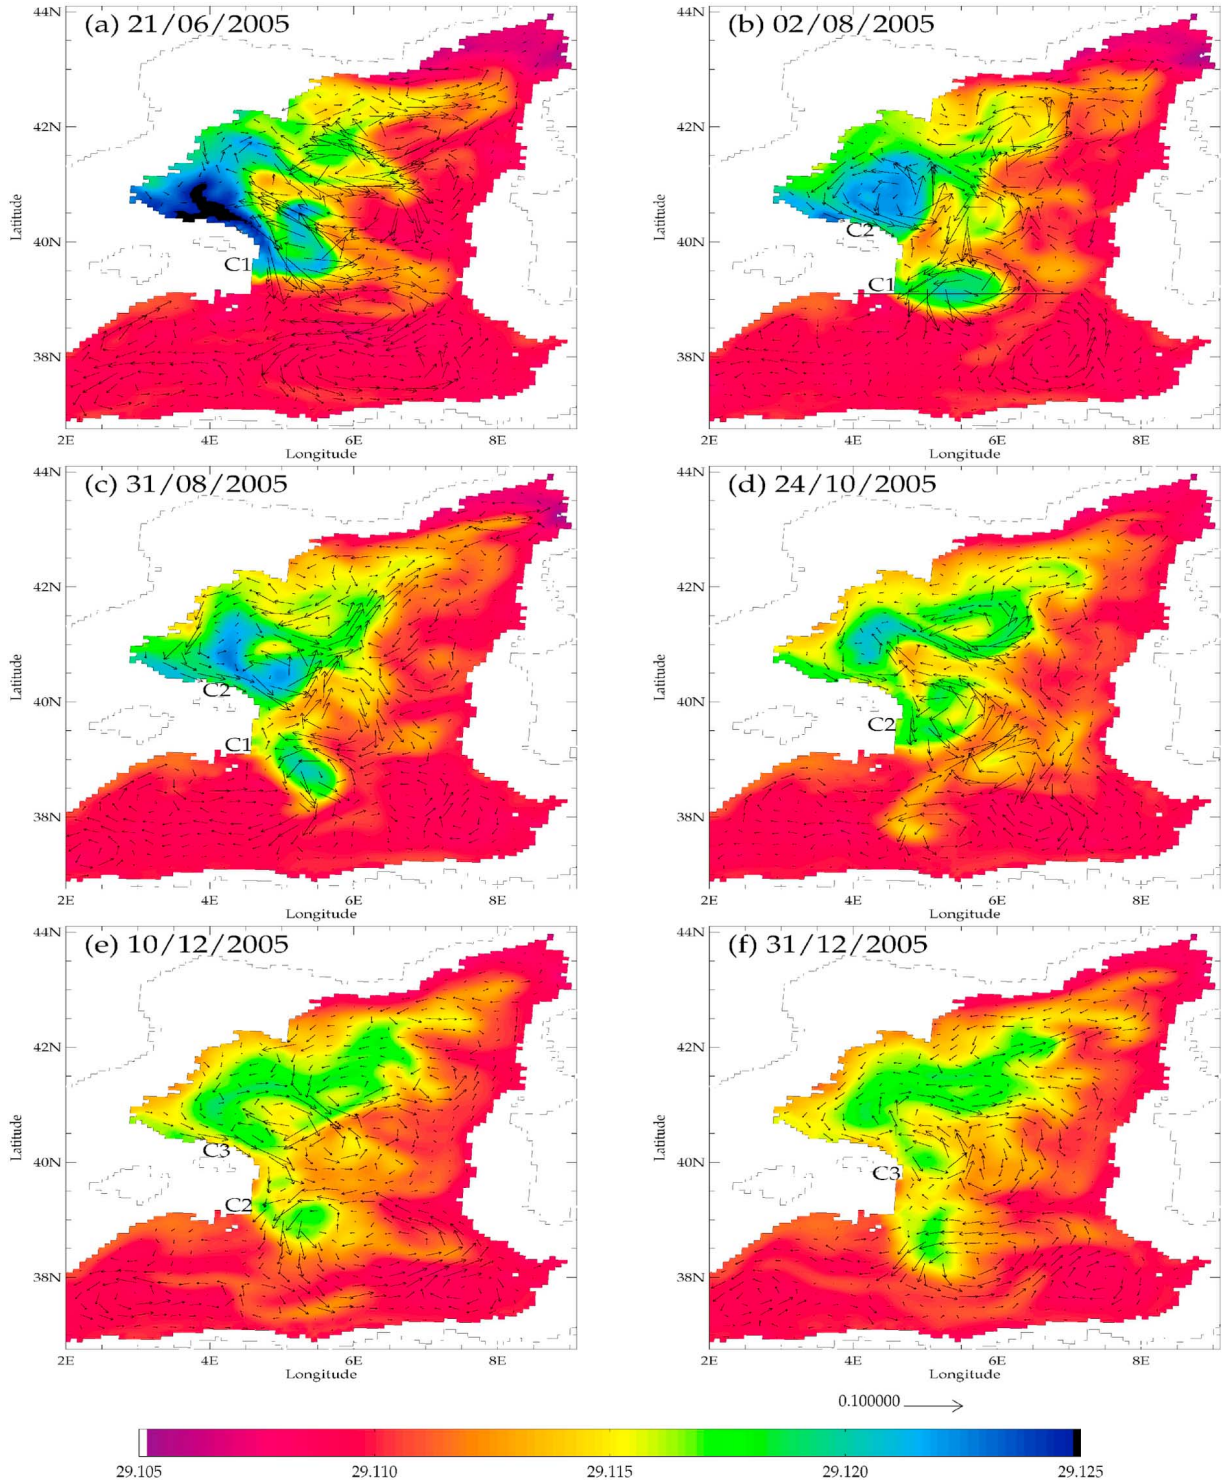 (a) 21/06/2005
(b) 02/08/2005
44N
42N
40N
38N
Latitude
C1
2E
4E
6E
8E
Longitude
44N
42N
40N
38N
Latitude
C2
C1
2E
4E
6E
8E
Longitude
(c) 31/08/2005
(d) 24/10/2005
44N
42N
40N
38N
Latitude
C2
C1
2E
4E
6E
8E
Longitude
44N
42N
40N
38N
Latitude
C2
2E
4E
6E
8E
Longitude
(e) 10/12/2005
(f) 31/12/2005
44N
42N
40N
38N
Latitude
C3
C2
2E
4E
6E
8E
Longitude
44N
42N
40N
38N
Latitude
C3
2E
4E
6E
8E
Longitude
0.100000
29.105
29.110
29.115
29.120
29.125